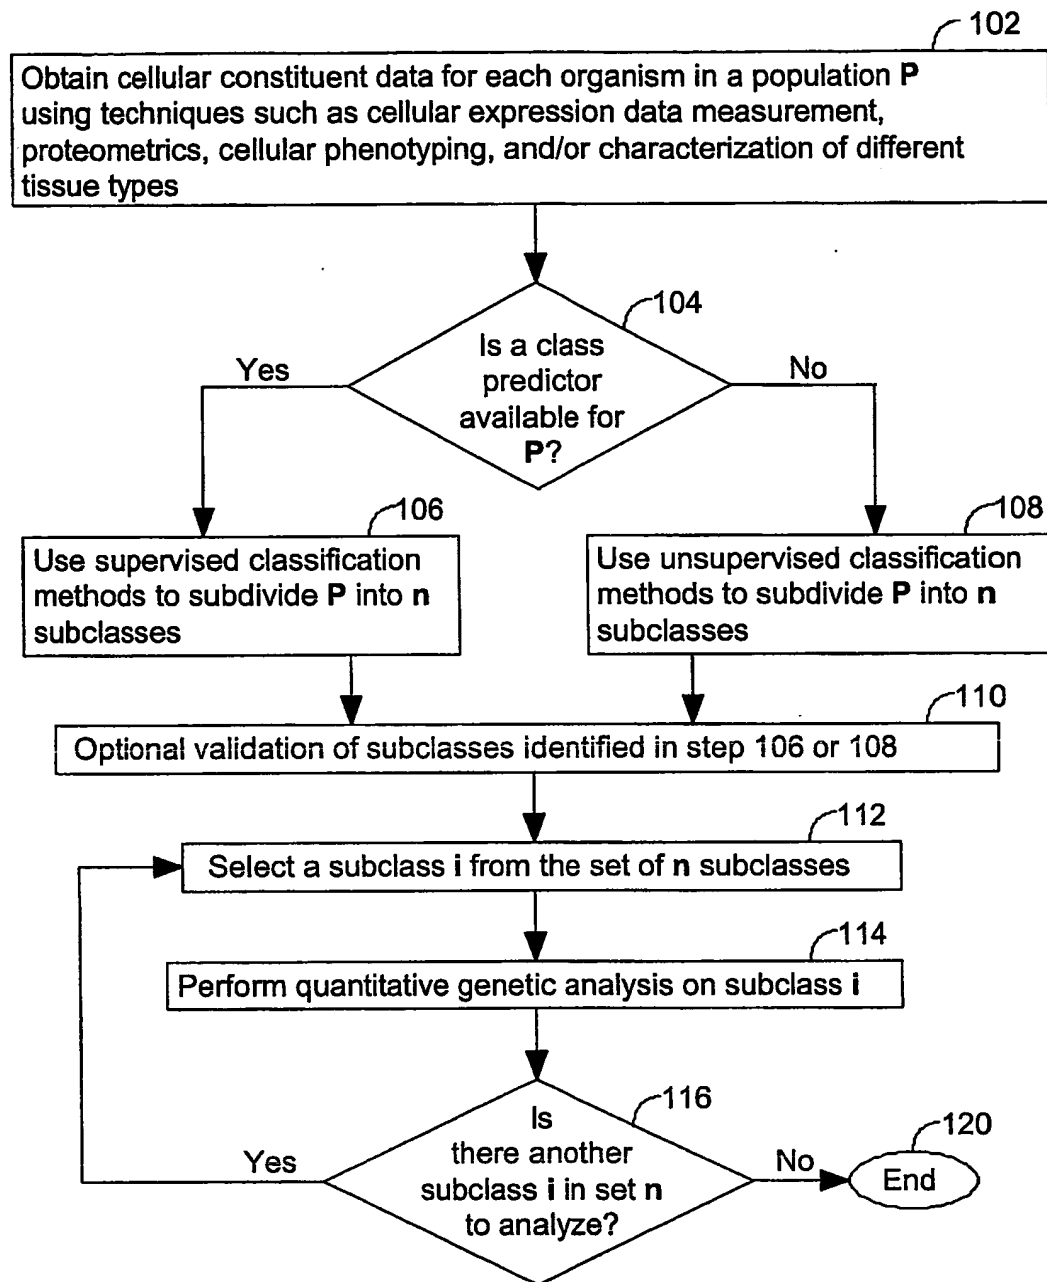 102
Obtain cellular constituent data for each organism in a population P
using techniques such as cellular expression data measurement,
proteometrics, cellular phenotyping, and/or characterization of different
tissue types
104
Is a class
predictor
available for
P?
Yes
No
106
Use supervised classification
methods to subdivide P into n
subclasses
108
Use unsupervised classification
methods to subdivide P into n
subclasses
110
Optional validation of subclasses identified in step 106 or 108
112
Select a subclass i from the set of n subclasses
114
Perform quantitative genetic analysis on subclass i
116
Is
there another
subclass i in set n
to analyze?
Yes
No
120
End